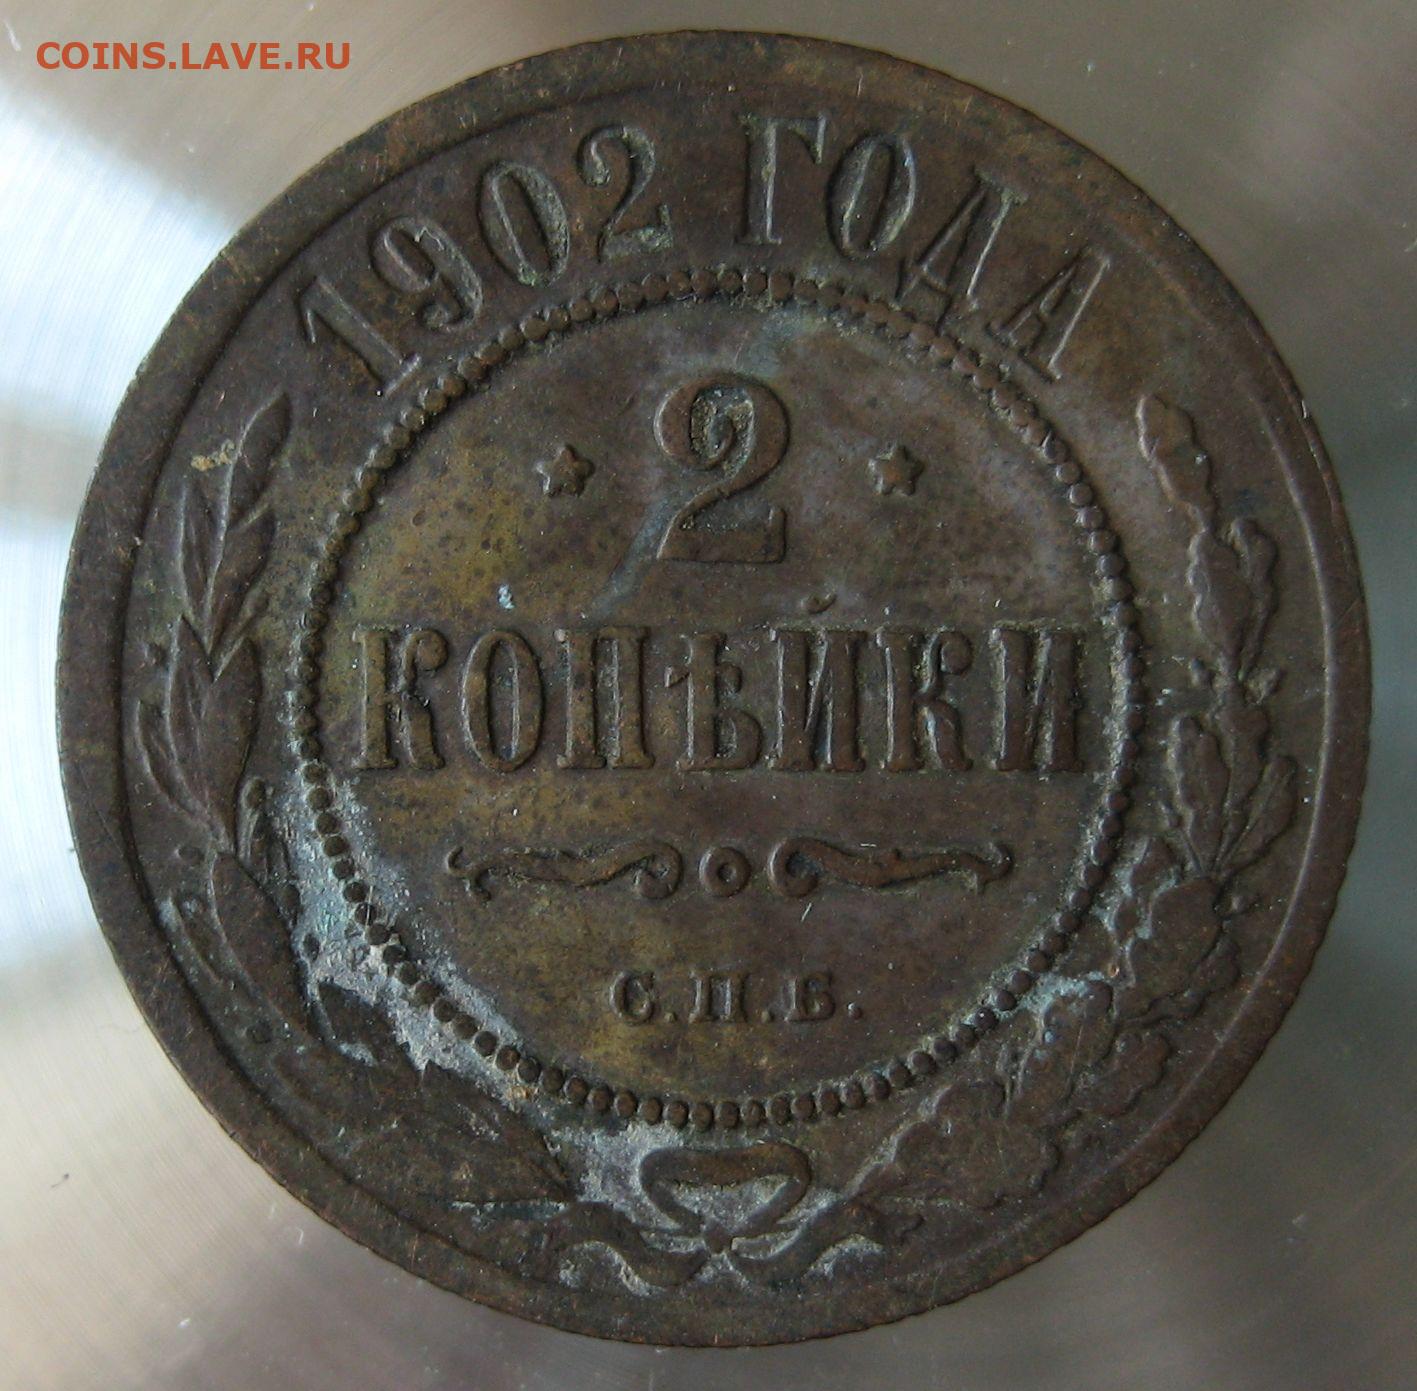 COINS.LAVE.RU
1902 ГОДА
2
КОПѢЙКИ
С.П.Б.